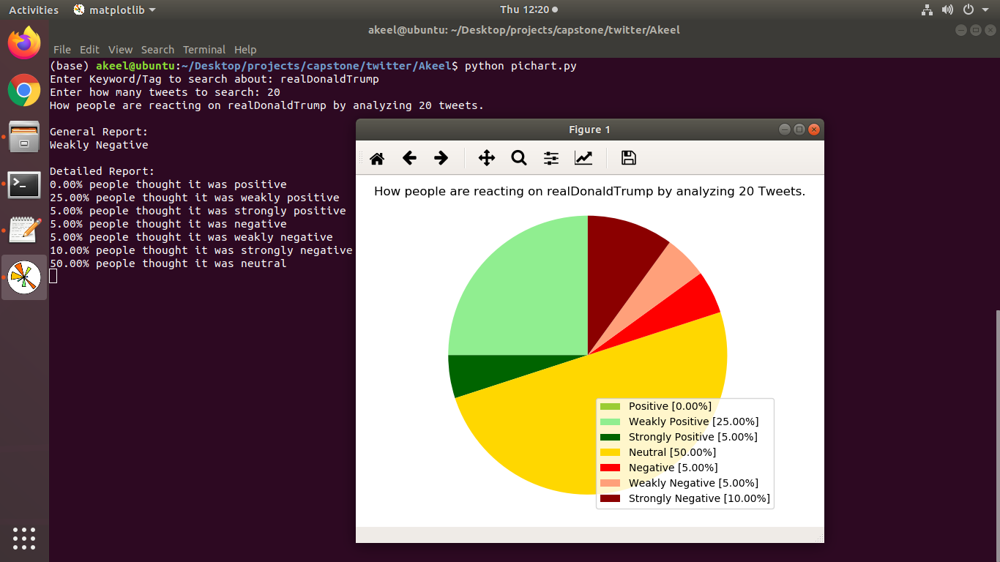 Activities matplotlib Thu 12:20
akeel@ubuntu: ~/Desktop/projects/capstone/twitter/Akeel
File Edit View Search Terminal Help
(base) akeel@ubuntu:~/Desktop/projects/capstone/twitter/Akeel$ python pichart.py
Enter Keyword/Tag to search about: realDonaldTrump
Enter how many tweets to search: 20
How people are reacting on realDonaldTrump by analyzing 20 tweets.
General Report:
Weakly Negative
Detailed Report:
0.00% people thought it was positive
25.00% people thought it was weakly positive
5.00% people thought it was strongly positive
5.00% people thought it was negative
5.00% people thought it was weakly negative
10.00% people thought it was strongly negative
50.00% people thought it was neutral
Figure 1
How people are reacting on realDonaldTrump by analyzing 20 Tweets.
Positive [0.00%]
Weakly Positive [25.00%]
Strongly Positive [5.00%]
Neutral [50.00%]
Negative [5.00%]
Weakly Negative [5.00%]
Strongly Negative [10.00%]